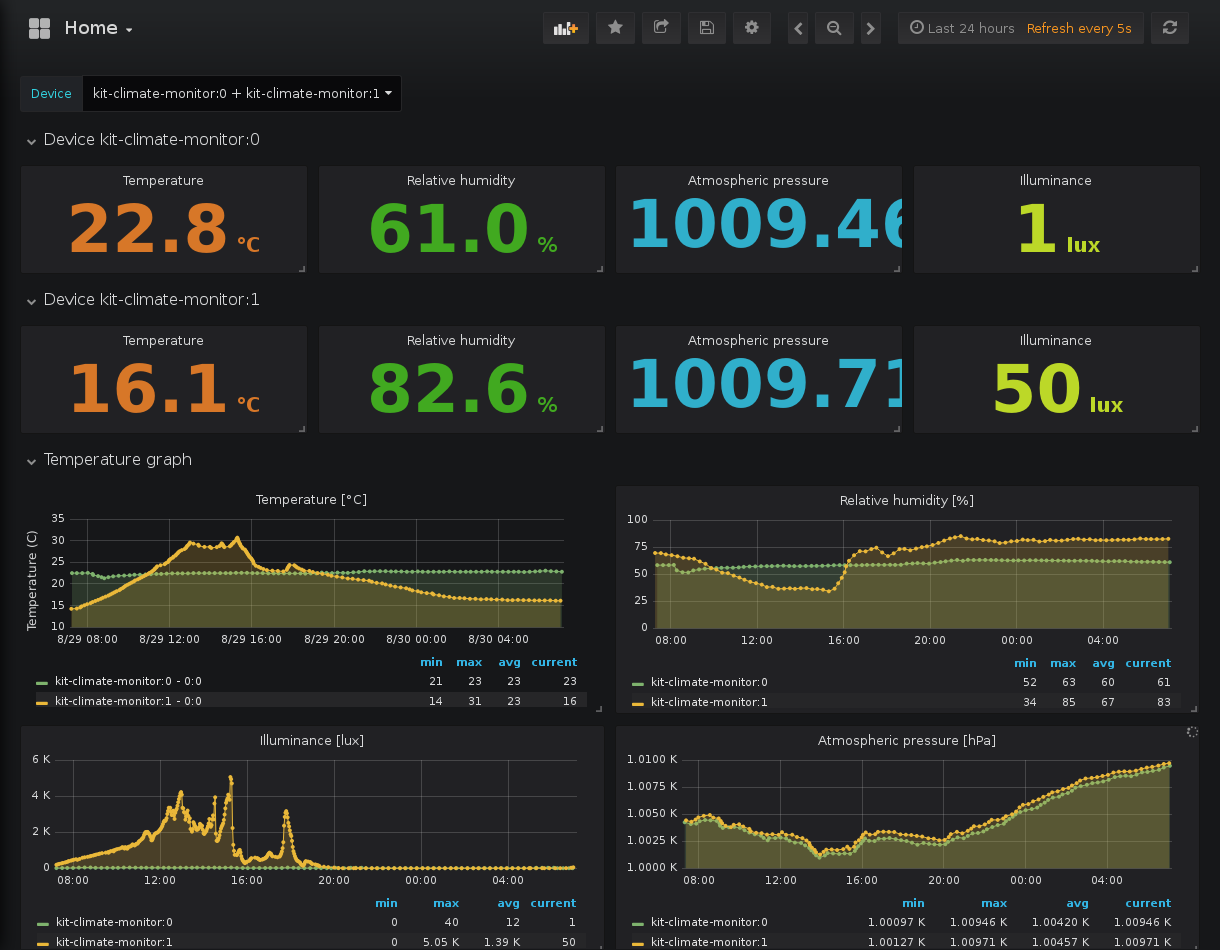 Home
Last 24 hours Refresh every 5s
Device kit-climate-monitor:0 + kit-climate-monitor:1
Device kit-climate-monitor:0
Temperature
22.8 °C
Relative humidity
61.0 %
Atmospheric pressure
1009.46
Illuminance
1 lux
Device kit-climate-monitor:1
Temperature
16.1 °C
Relative humidity
82.6 %
Atmospheric pressure
1009.71
Illuminance
50 lux
Temperature graph
Temperature [°C]
Temperature (C)
35
30
25
20
15
10
8/29 08:00 8/29 12:00 8/29 16:00 8/29 20:00 8/30 00:00 8/30 04:00
min max avg current
kit-climate-monitor:0 - 0:0 21 23 23 23
kit-climate-monitor:1 - 0:0 14 31 23 16
Relative humidity [%]
100
75
50
25
0
08:00 12:00 16:00 20:00 00:00 04:00
min max avg current
kit-climate-monitor:0 52 63 60 61
kit-climate-monitor:1 34 85 67 83
Illuminance [lux]
6 K
4 K
2 K
0
08:00 12:00 16:00 20:00 00:00 04:00
min max avg current
kit-climate-monitor:0 0 40 12 1
kit-climate-monitor:1 0 5.05 K 1.39 K 50
Atmospheric pressure [hPa]
1.0100 K
1.0075 K
1.0050 K
1.0025 K
1.0000 K
08:00 12:00 16:00 20:00 00:00 04:00
min max avg current
kit-climate-monitor:0 1.00097 K 1.00946 K 1.00420 K 1.00946 K
kit-climate-monitor:1 1.00127 K 1.00971 K 1.00457 K 1.00971 K